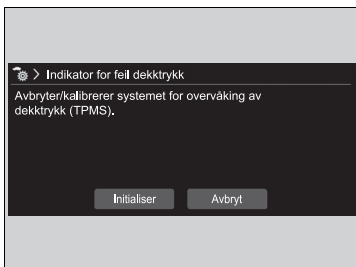 > Indikator for feil dekktrykk
Avbryter/kalibrerer systemet for overvåking av
dekktrykk (TPMS).
Initialiser Avbryt